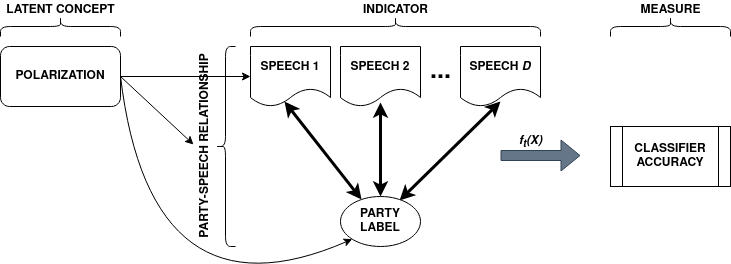 LATENT CONCEPT
INDICATOR
MEASURE
POLARIZATION
PARTY-SPEECH RELATIONSHIP
SPEECH 1
SPEECH 2
...
SPEECH D
f_t(X)
CLASSIFIER
ACCURACY
PARTY
LABEL